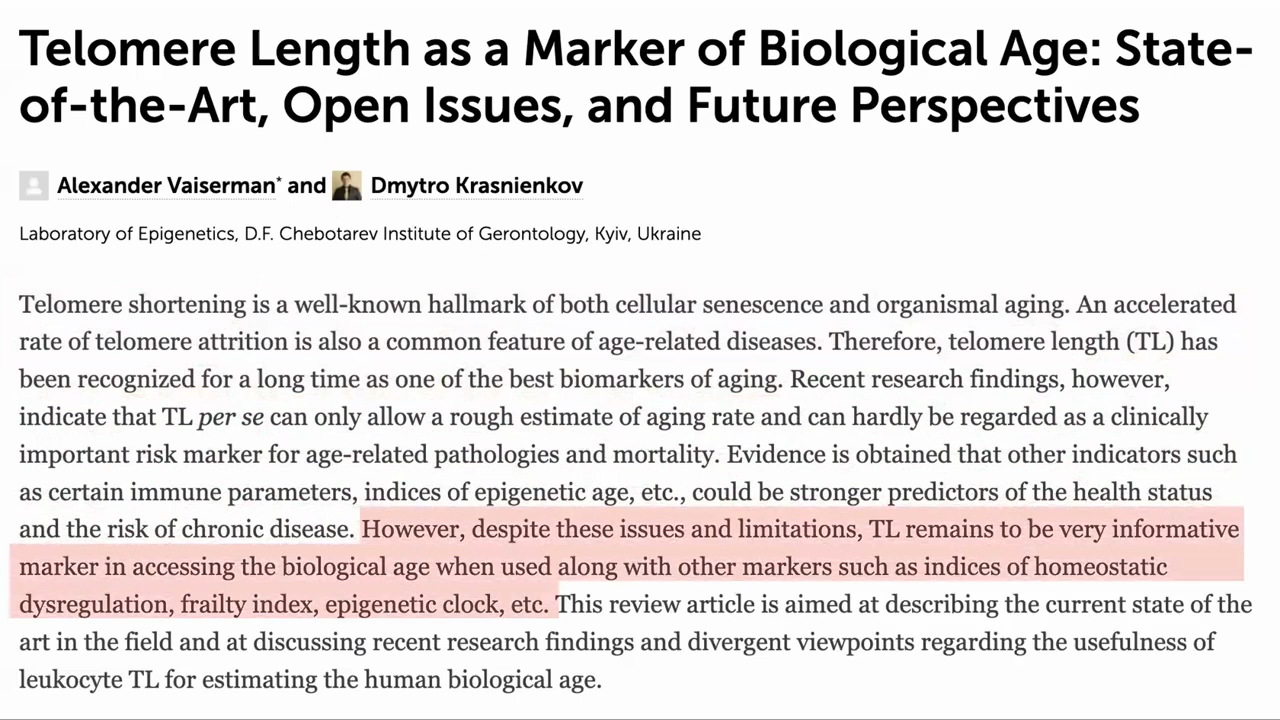 Telomere Length as a Marker of Biological Age: State-
of-the-Art, Open Issues, and Future Perspectives
Alexander Vaiserman* and Dmytro Krasnienkov
Laboratory of Epigenetics, D.F. Chebotarev Institute of Gerontology, Kyiv, Ukraine
Telomere shortening is a well-known hallmark of both cellular senescence and organismal aging. An accelerated
rate of telomere attrition is also a common feature of age-related diseases. Therefore, telomere length (TL) has
been recognized for a long time as one of the best biomarkers of aging. Recent research findings, however,
indicate that TL per se can only allow a rough estimate of aging rate and can hardly be regarded as a clinically
important risk marker for age-related pathologies and mortality. Evidence is obtained that other indicators such
as certain immune parameters, indices of epigenetic age, etc., could be stronger predictors of the health status
and the risk of chronic disease. However, despite these issues and limitations, TL remains to be very informative
marker in accessing the biological age when used along with other markers such as indices of homeostatic
dysregulation, frailty index, epigenetic clock, etc. This review article is aimed at describing the current state of the
art in the field and at discussing recent research findings and divergent viewpoints regarding the usefulness of
leukocyte TL for estimating the human biological age.